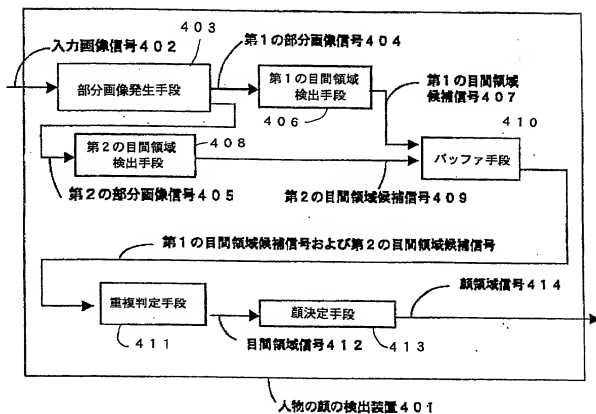 403
入力画像信号402
第1の部分画像信号404
部分画像発生手段
第1の目間領域
検出手段
第1の目間領域
候補信号407
406
410
408
第2の目間領域
検出手段
バッファ手段
第2の部分画像信号405
第2の目間領域候補信号409
第1の目間領域候補信号および第2の目間領域候補信号
顔領域信号414
重複判定手段
顔決定手段
411
目間領域信号412
413
人物の顔の検出装置401